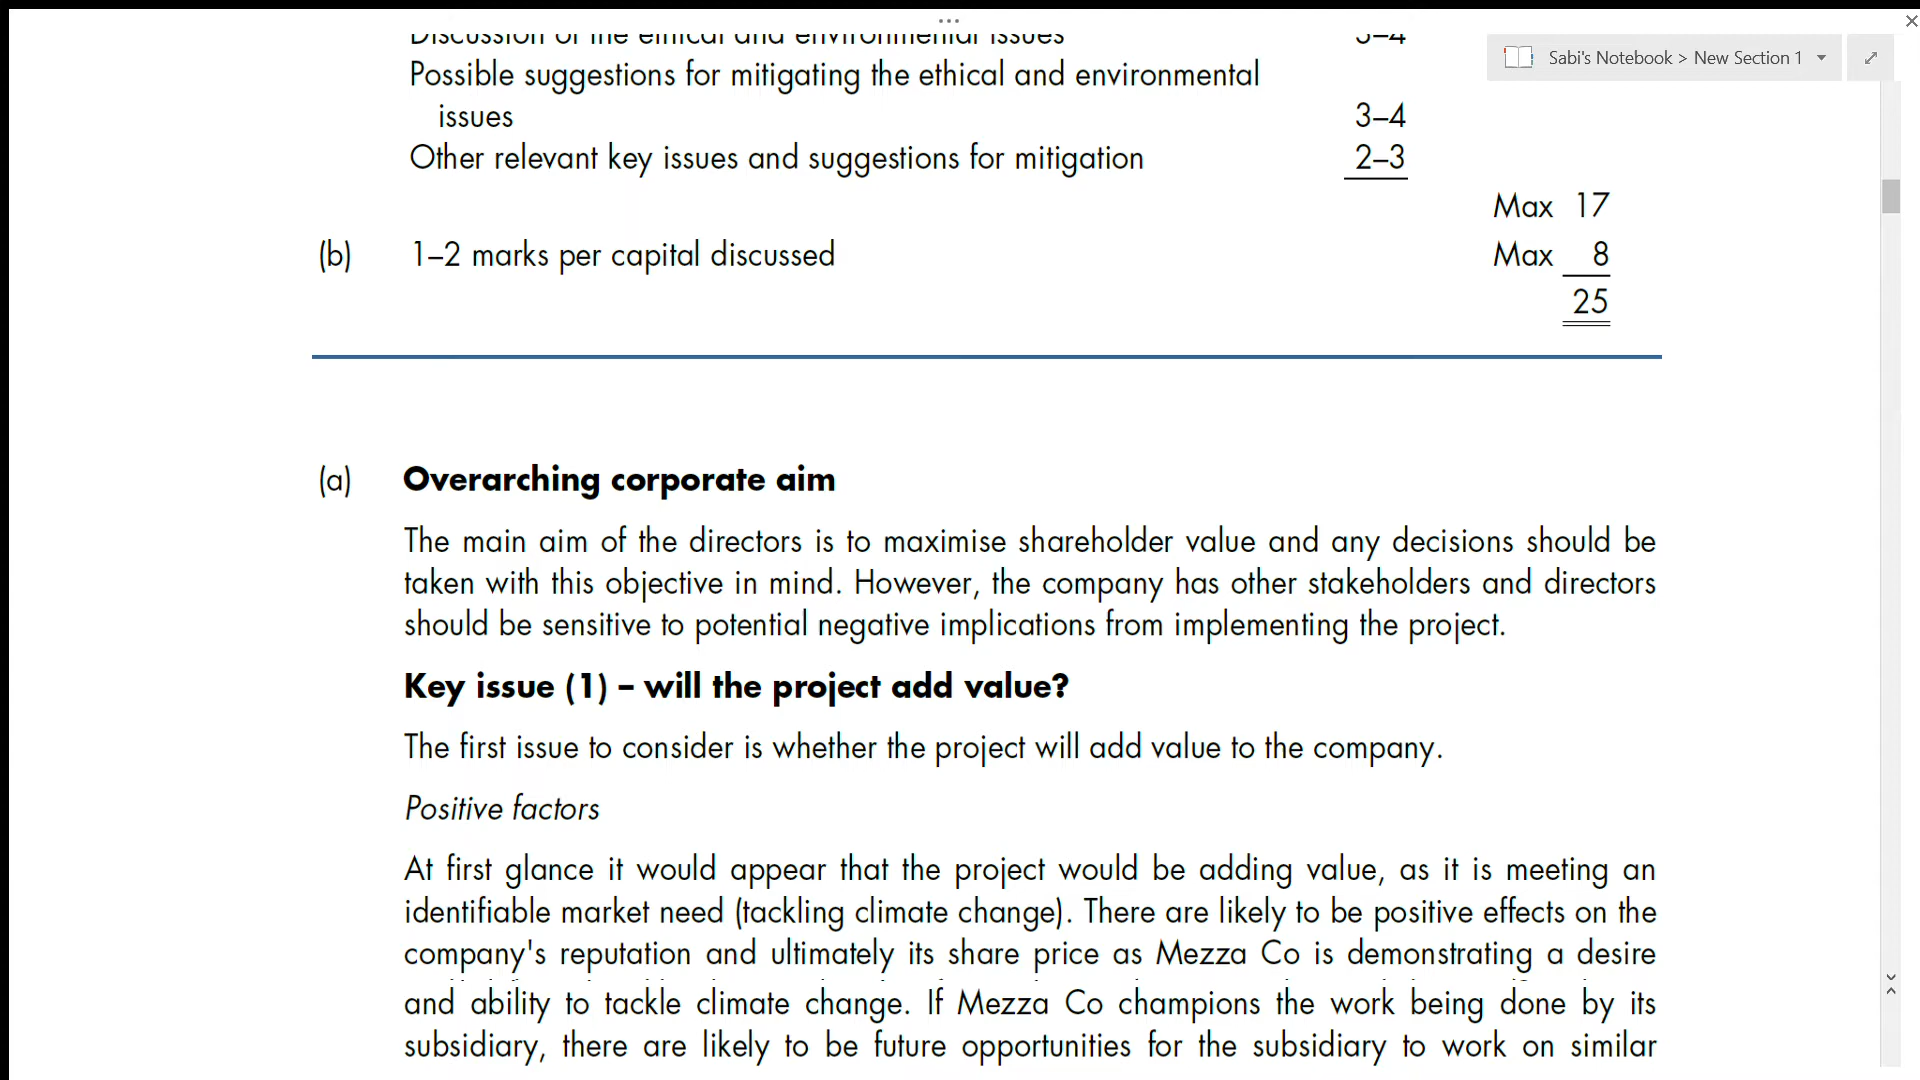 Discussion of the ethical and environmental issues 3–4
Sabi's Notebook > New Section 1
Possible suggestions for mitigating the ethical and environmental
issues 3–4
Other relevant key issues and suggestions for mitigation 2–3
Max 17
(b) 1–2 marks per capital discussed Max 8
25
(a) Overarching corporate aim
The main aim of the directors is to maximise shareholder value and any decisions should be
taken with this objective in mind. However, the company has other stakeholders and directors
should be sensitive to potential negative implications from implementing the project.
Key issue (1) – will the project add value?
The first issue to consider is whether the project will add value to the company.
Positive factors
At first glance it would appear that the project would be adding value, as it is meeting an
identifiable market need (tackling climate change). There are likely to be positive effects on the
company's reputation and ultimately its share price as Mezza Co is demonstrating a desire
and ability to tackle climate change. If Mezza Co champions the work being done by its
subsidiary, there are likely to be future opportunities for the subsidiary to work on similar